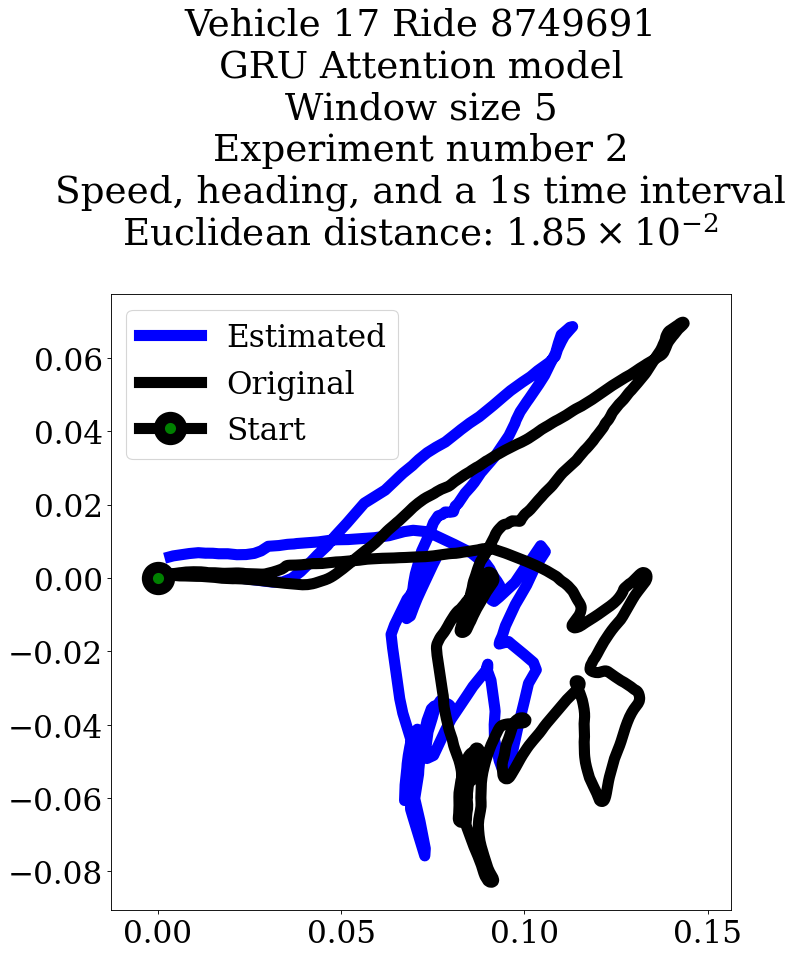 Vehicle 17 Ride 8749691
GRU Attention model
Window size 5
Experiment number 2
Speed, heading, and a 1s time interval
Euclidean distance: 1.85 × 10⁻²
Estimated
Original
Start
0.06
0.04
0.02
0.00
−0.02
−0.04
−0.06
−0.08
0.00 0.05 0.10 0.15